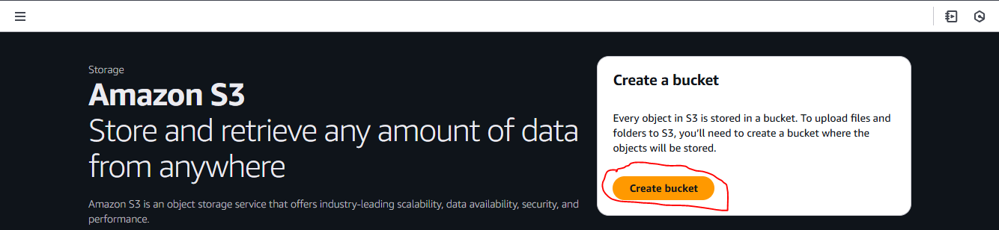 Storage
Amazon S3
Store and retrieve any amount of data
from anywhere
Amazon S3 is an object storage service that offers industry-leading scalability, data availability, security, and
performance.
Create a bucket
Every object in S3 is stored in a bucket. To upload files and
folders to S3, you’ll need to create a bucket where the
objects will be stored.
Create bucket